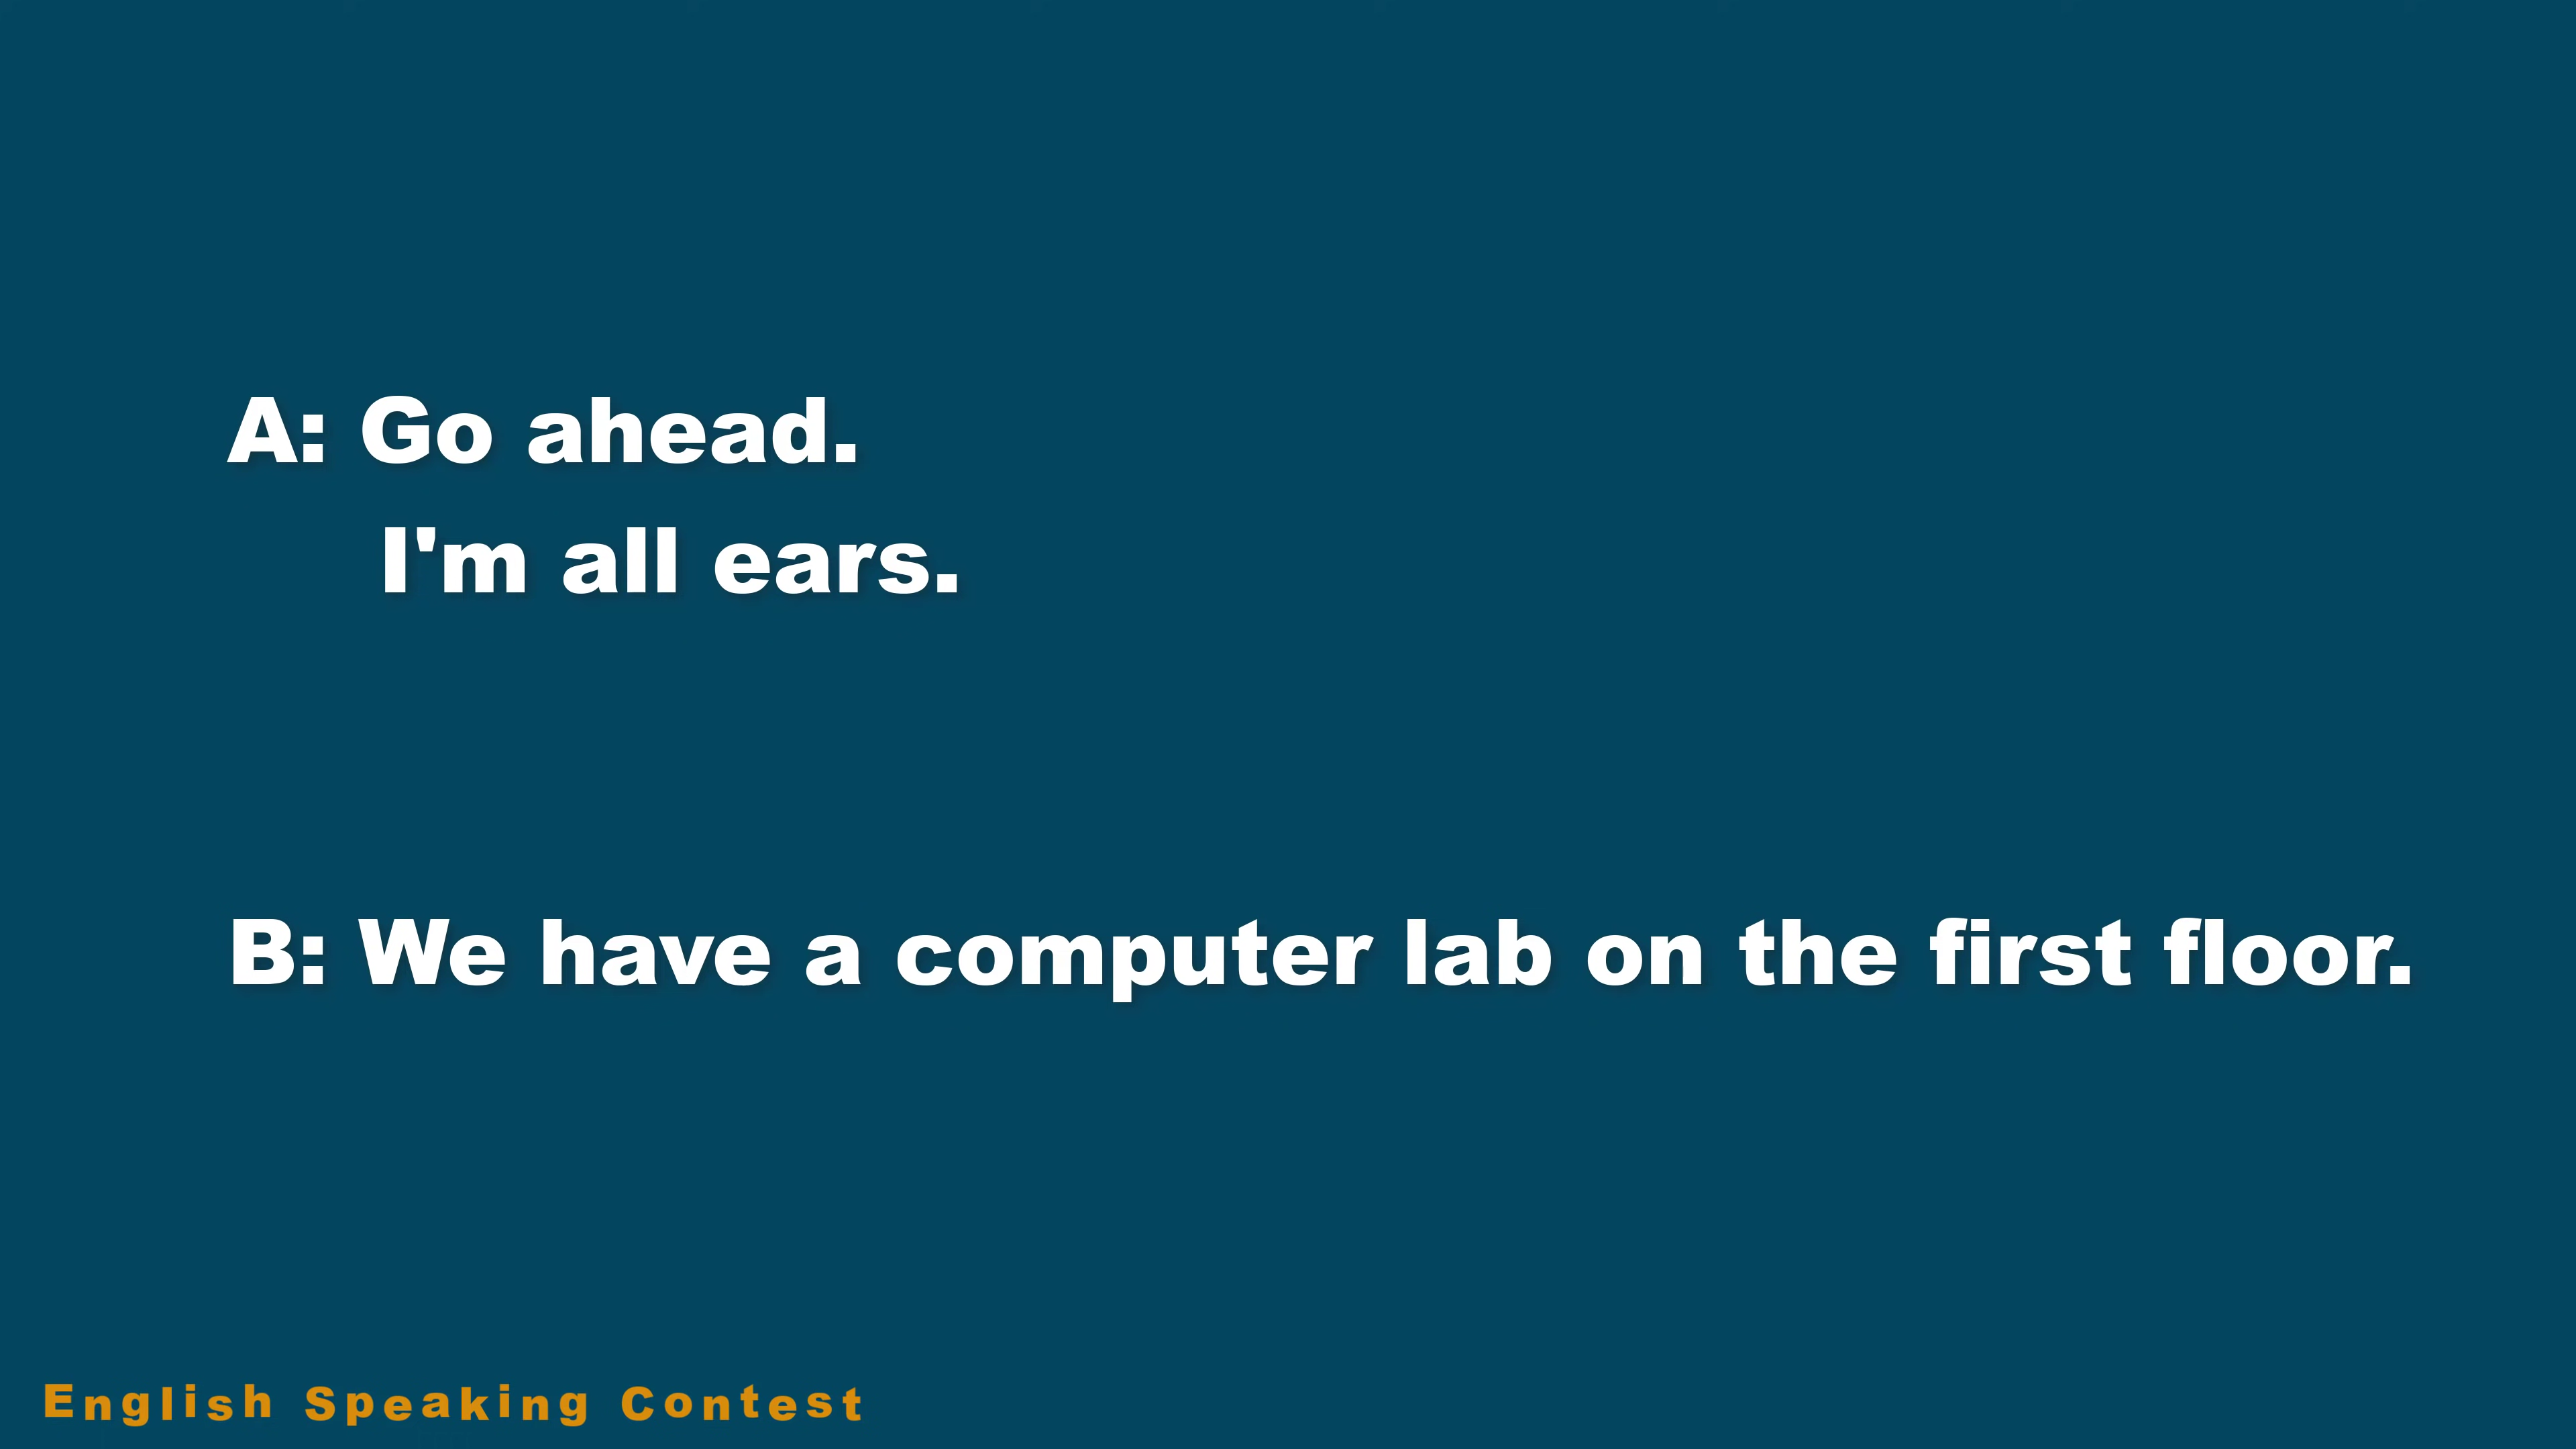 A: Go ahead.
I'm all ears.
B: We have a computer lab on the first floor.
English Speaking Contest